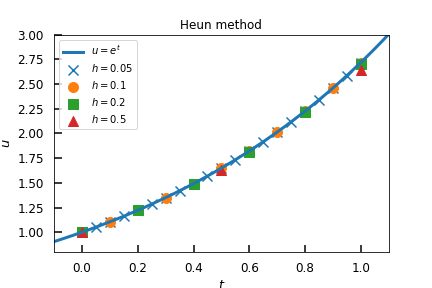 Heun method
u = e^t
h = 0.05
h = 0.1
h = 0.2
h = 0.5
3.00
2.75
2.50
2.25
2.00
1.75
1.50
1.25
1.00
u
0.0 0.2 0.4 0.6 0.8 1.0
t